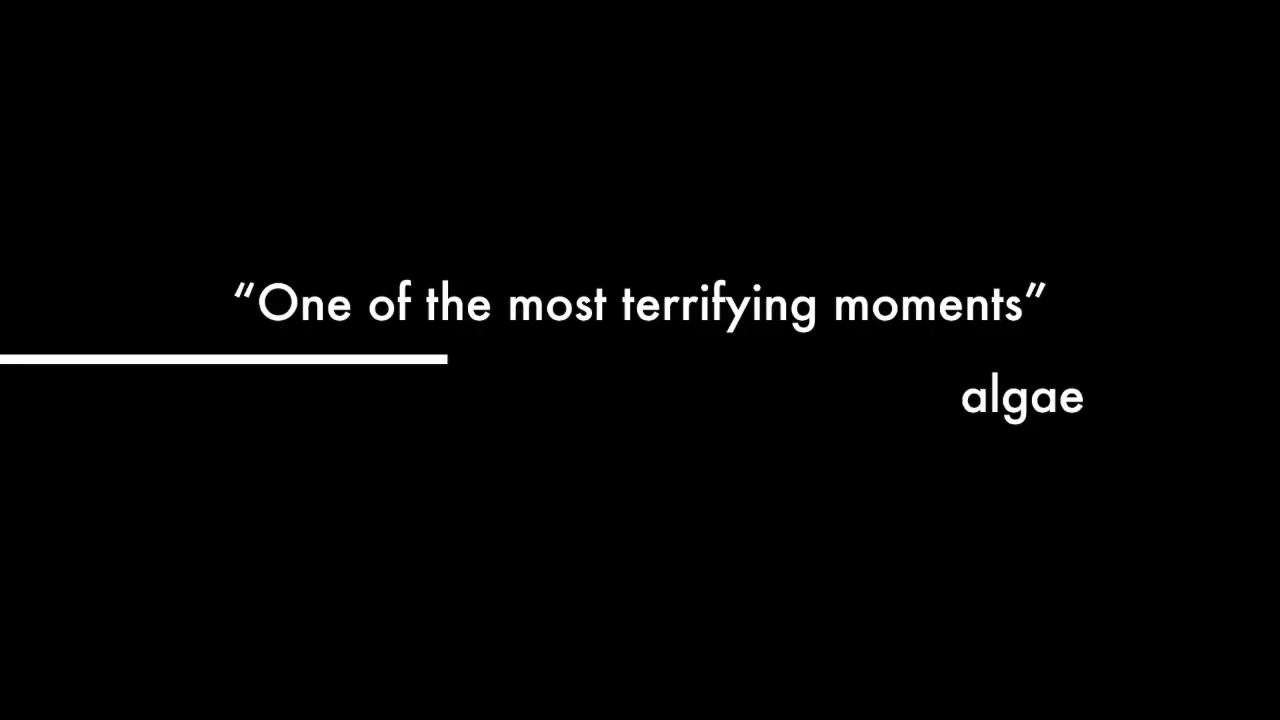 “One of the most terrifying moments”
algae